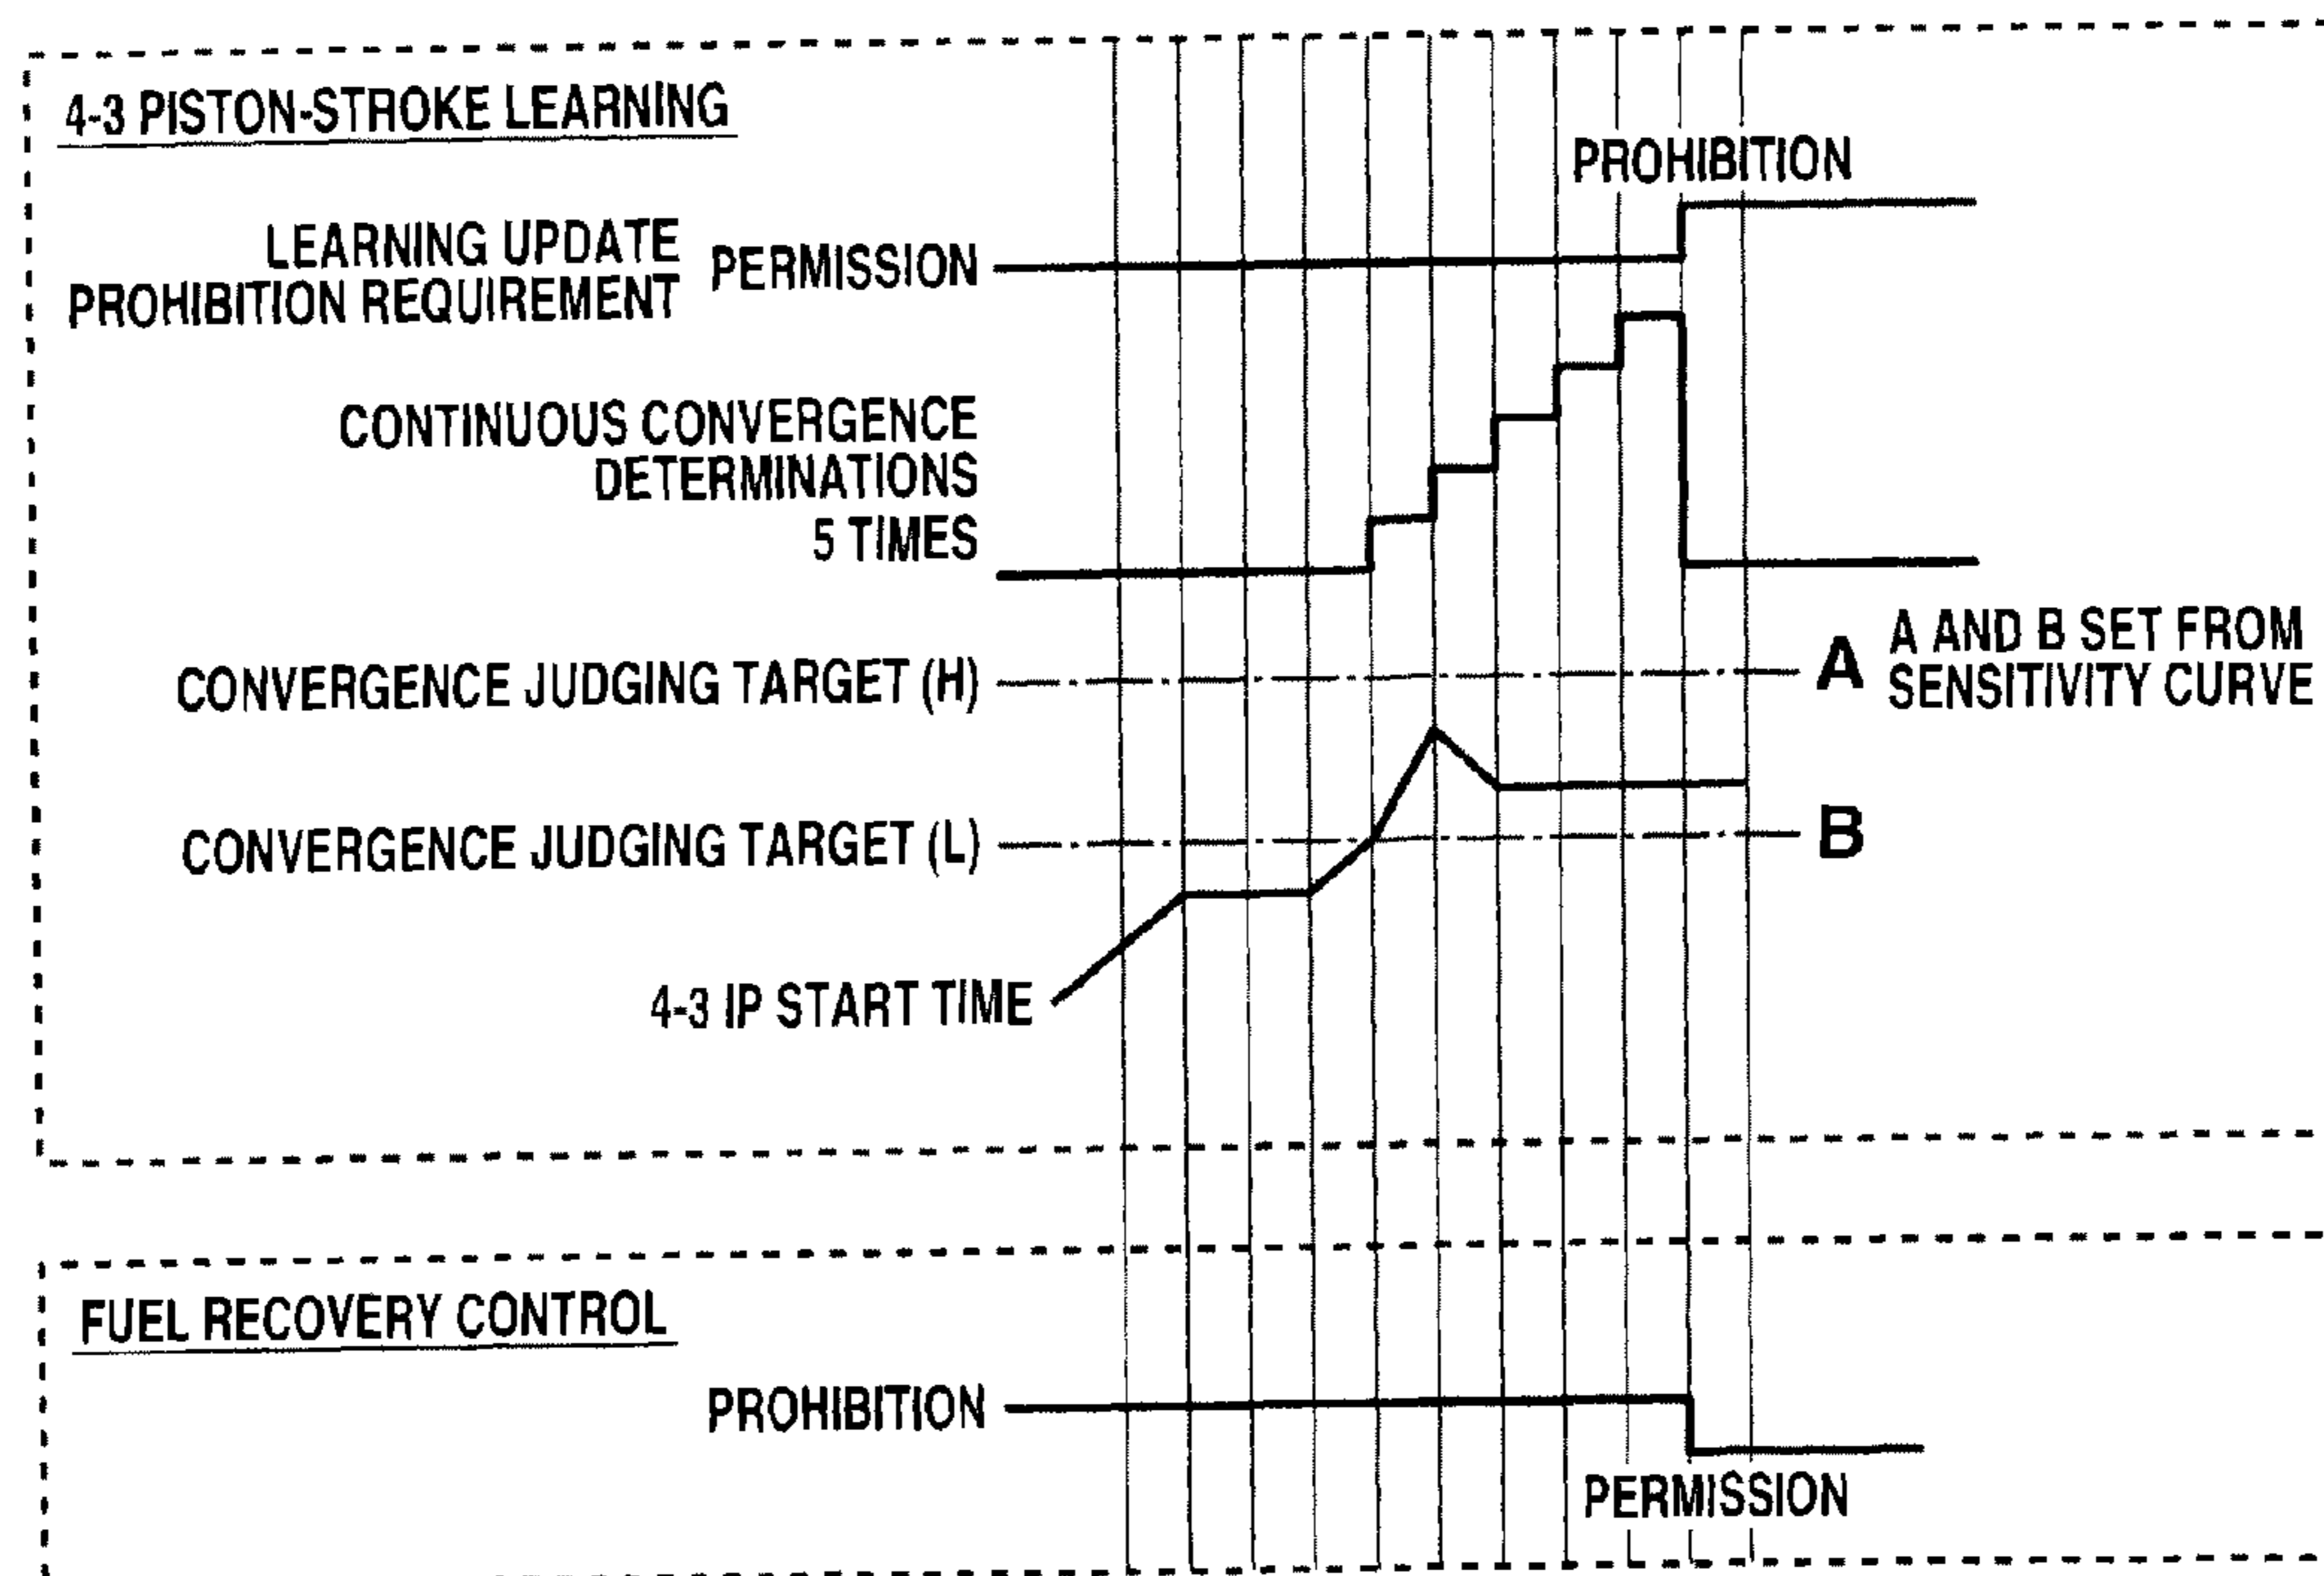 4-3 PISTON-STROKE LEARNING
PROHIBITION
LEARNING UPDATE
PROHIBITION REQUIREMENT
PERMISSION
CONTINUOUS CONVERGENCE
DETERMINATIONS
5 TIMES
CONVERGENCE JUDGING TARGET (H)
A
A AND B SET FROM
SENSITIVITY CURVE
CONVERGENCE JUDGING TARGET (L)
B
4-3 IP START TIME
FUEL RECOVERY CONTROL
PROHIBITION
PERMISSION